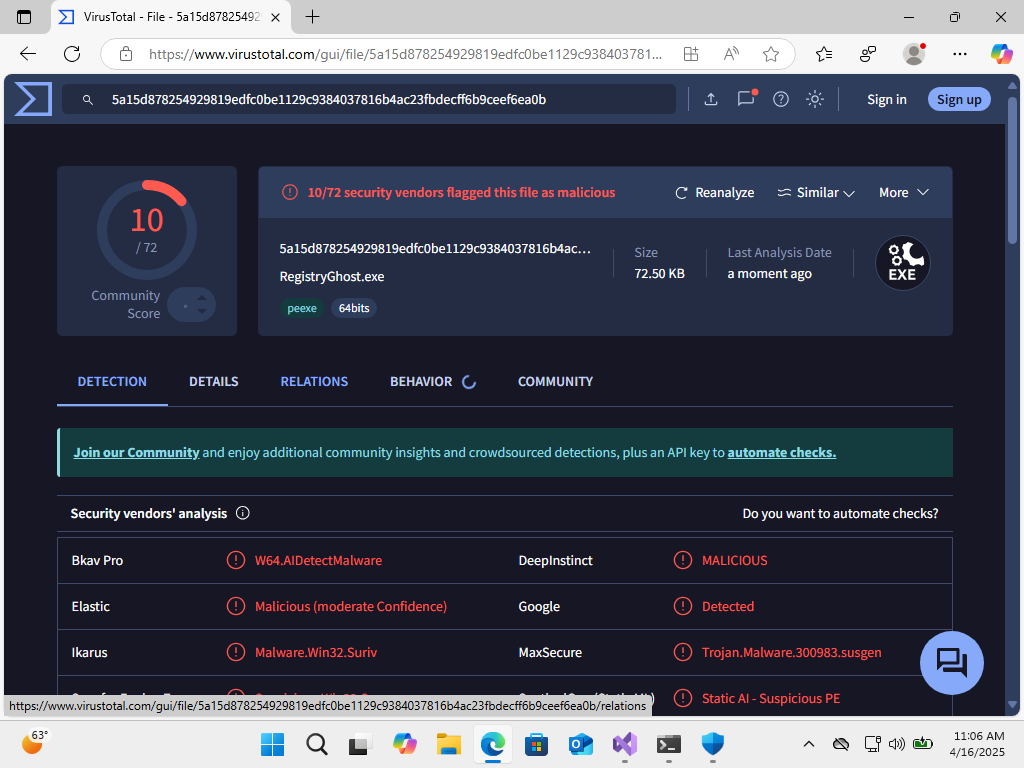 VirusTotal - File - 5a15d87825492
https://www.virustotal.com/gui/file/5a15d878254929819edfc0be1129c938403781...
5a15d878254929819edfc0be1129c9384037816b4ac23fbdecff6b9ceef6ea0b
Sign in
Sign up
10
/ 72
Community
Score
10/72 security vendors flagged this file as malicious
Reanalyze
Similar
More
5a15d878254929819edfc0be1129c9384037816b4ac...
RegistryGhost.exe
peexe
64bits
Size
72.50 KB
Last Analysis Date
a moment ago
EXE
DETECTION
DETAILS
RELATIONS
BEHAVIOR
COMMUNITY
Join our Community and enjoy additional community insights and crowdsourced detections, plus an API key to automate checks.
Security vendors' analysis
Do you want to automate checks?
Bkav Pro
W64.AIDetectMalware
DeepInstinct
MALICIOUS
Elastic
Malicious (moderate Confidence)
Google
Detected
Ikarus
Malware.Win32.Suriv
MaxSecure
Trojan.Malware.300983.susgen
Static AI - Suspicious PE
https://www.virustotal.com/gui/file/5a15d878254929819edfc0be1129c9384037816b4ac23fbdecff6b9ceef6ea0b/relations
63°
11:06 AM
4/16/2025